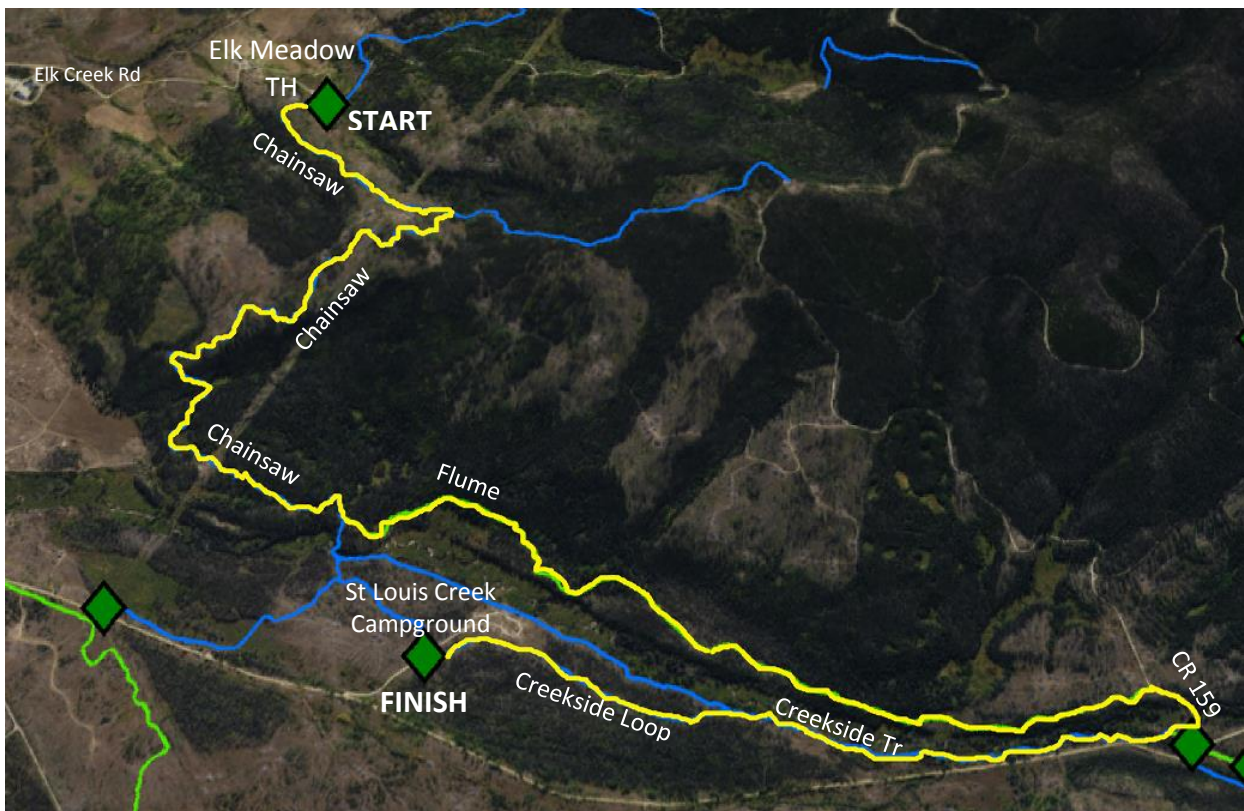 Elk Meadow
TH
Elk Creek Rd
START
Chainsaw
Chainsaw
Chainsaw
Flume
St Louis Creek
Campground
FINISH
Creekside Loop
Creekside Tr
CR 159